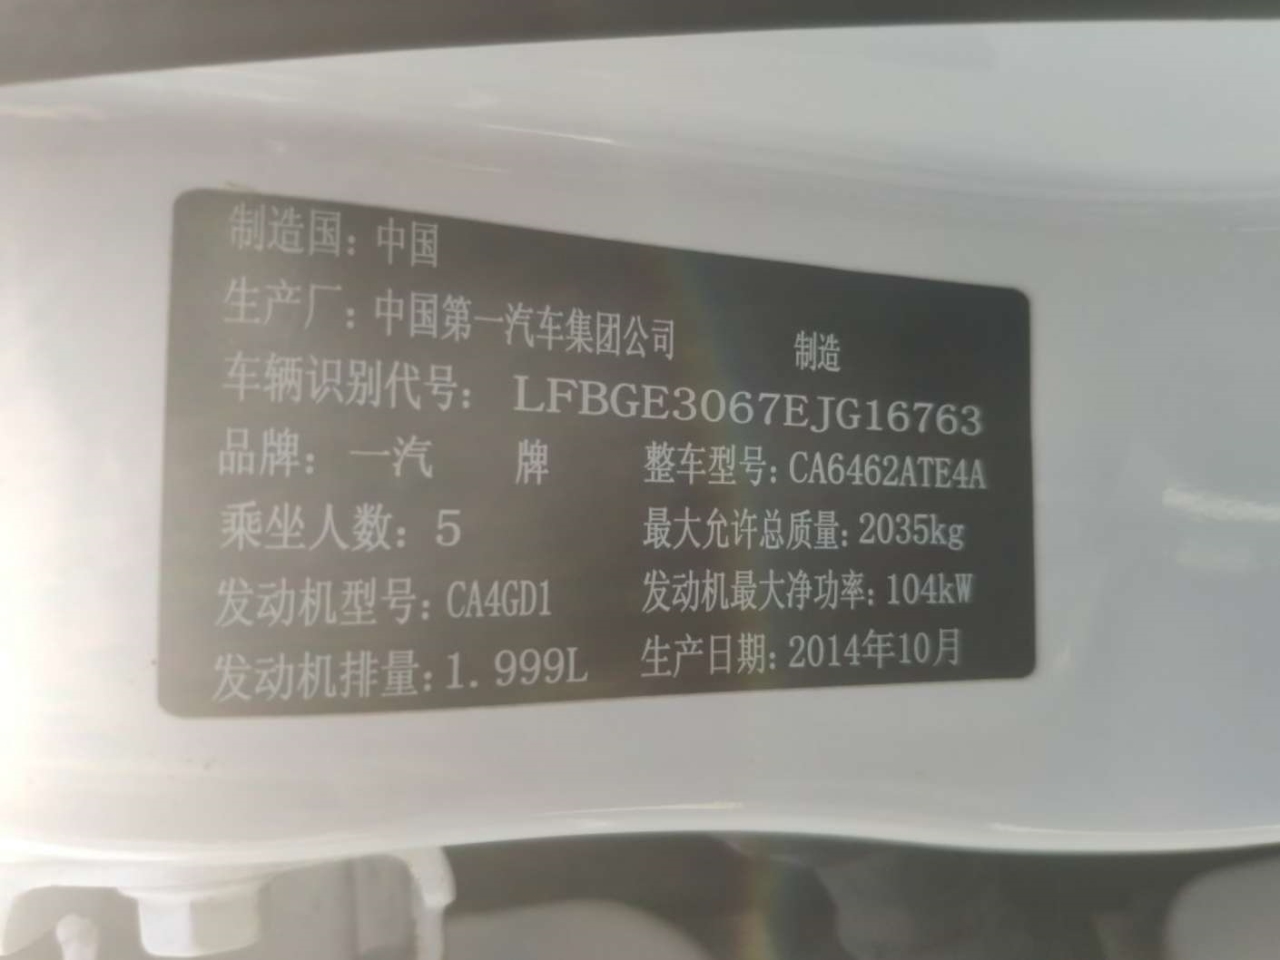 制造国：中国
生产厂：中国第一汽车集团公司 制造
车辆识别代号：LFBGE3067EJG16763
品牌：一汽 牌 整车型号：CA6462ATE4A
乘坐人数：5 最大允许总质量：2035kg
发动机型号：CA4GD1 发动机最大净功率：104kW
发动机排量：1.999L 生产日期：2014年10月